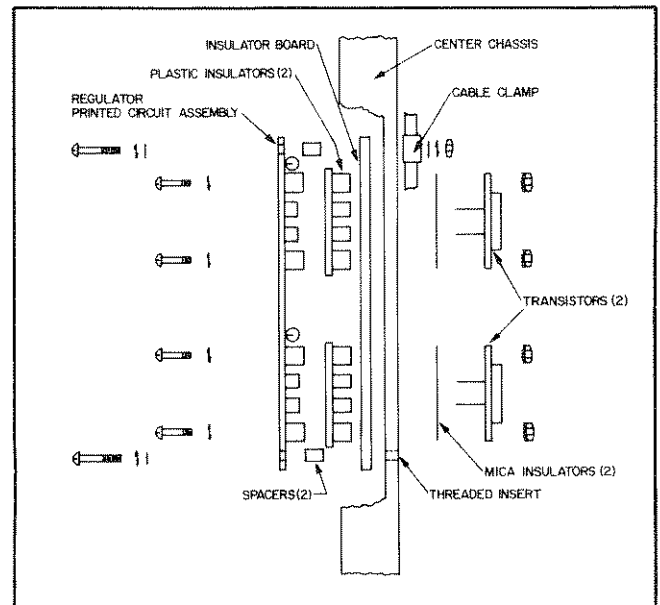 INSULATOR BOARD
CENTER CHASSIS
PLASTIC INSULATORS (2)
CABLE CLAMP
REGULATOR
PRINTED CIRCUIT ASSEMBLY
TRANSISTORS (2)
MICA INSULATORS (2)
SPACERS (2)
THREADED INSERT